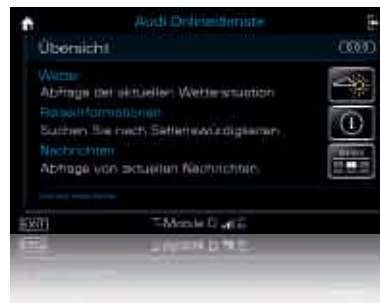 Audi Onlinedienste
Übersicht
Wetter
Abfrage der aktuellen Wettersituation
Reiseinformationen
Suchen Sie nach Sehenswürdigkeiten.
Nachrichten
Abfrage von aktuellen Nachrichten.
EXIT T-Mobile D